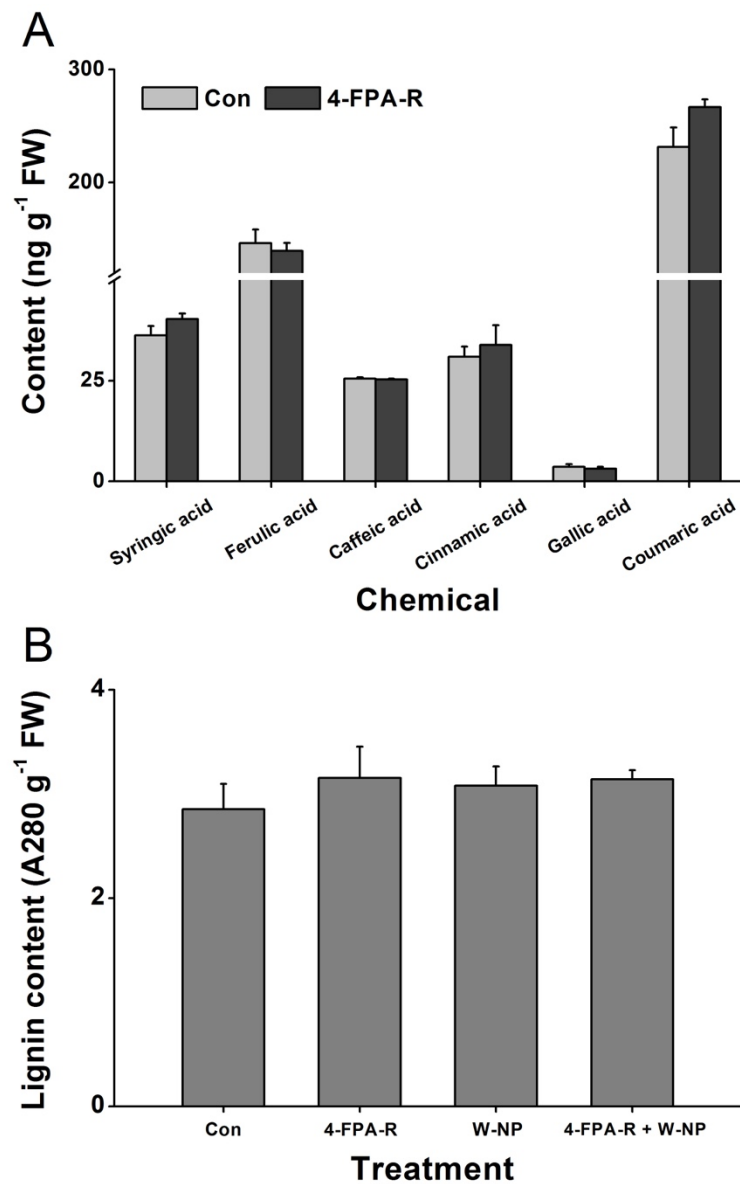 A
300
Con 4-FPA-R
200
25
0
Content (ng g⁻¹ FW)
Syringic acid
Ferulic acid
Caffeic acid
Cinnamic acid
Gallic acid
Coumaric acid
Chemical
B
4
2
0
Lignin content (A280 g⁻¹ FW)
Con 4-FPA-R W-NP 4-FPA-R + W-NP
Treatment